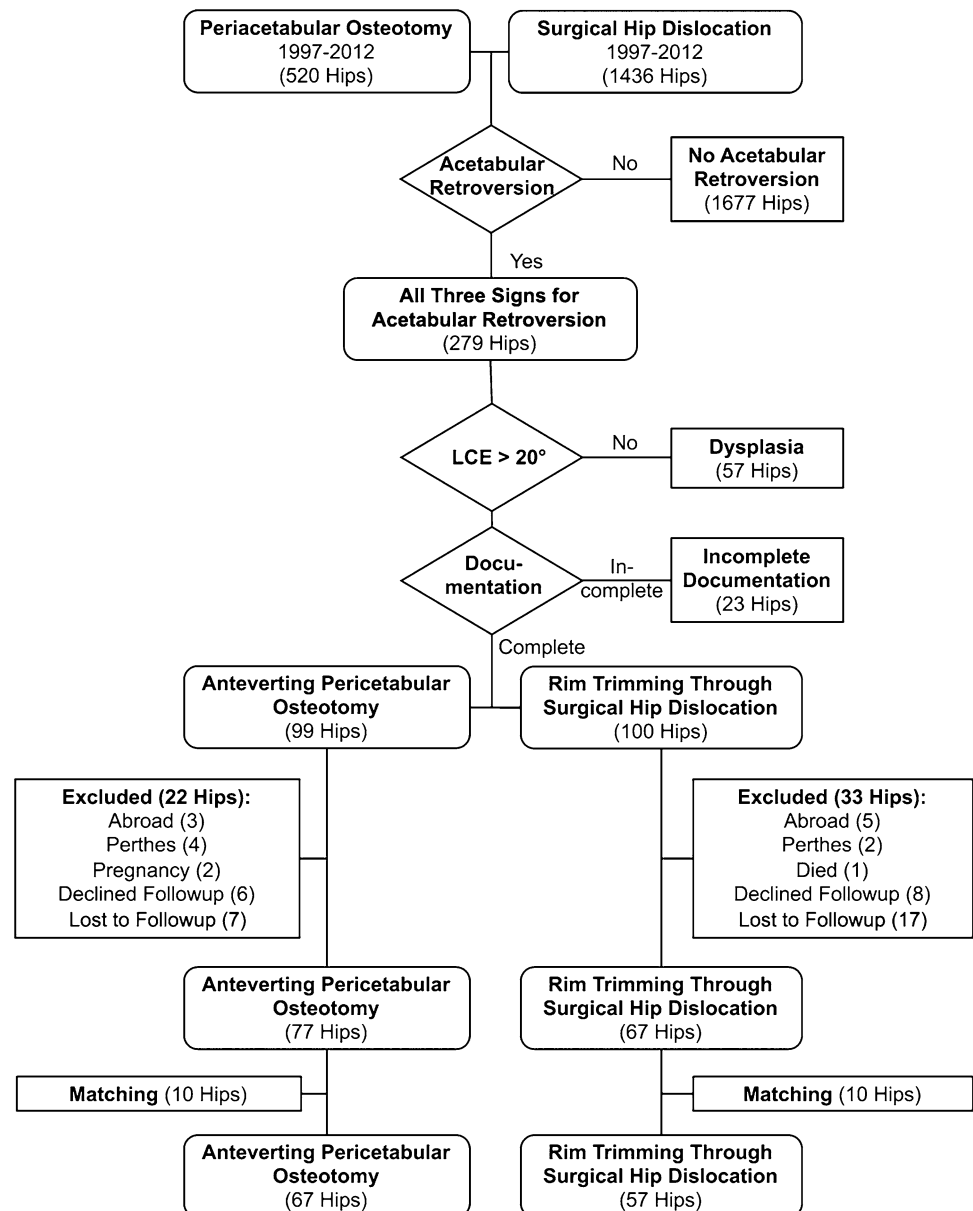 Periacetabular Osteotomy
1997-2012
(520 Hips)
Surgical Hip Dislocation
1997-2012
(1436 Hips)
Acetabular
Retroversion
No
No Acetabular
Retroversion
(1677 Hips)
Yes
All Three Signs for
Acetabular Retroversion
(279 Hips)
LCE > 20°
No
Dysplasia
(57 Hips)
Docu-
mentation
In-
complete
Incomplete
Documentation
(23 Hips)
Complete
Anteverting Pericetabular
Osteotomy
(99 Hips)
Rim Trimming Through
Surgical Hip Dislocation
(100 Hips)
Excluded (22 Hips):
Abroad (3)
Perthes (4)
Pregnancy (2)
Declined Followup (6)
Lost to Followup (7)
Excluded (33 Hips):
Abroad (5)
Perthes (2)
Died (1)
Declined Followup (8)
Lost to Followup (17)
Anteverting Pericetabular
Osteotomy
(77 Hips)
Rim Trimming Through
Surgical Hip Dislocation
(67 Hips)
Matching (10 Hips)
Matching (10 Hips)
Anteverting Pericetabular
Osteotomy
(67 Hips)
Rim Trimming Through
Surgical Hip Dislocation
(57 Hips)